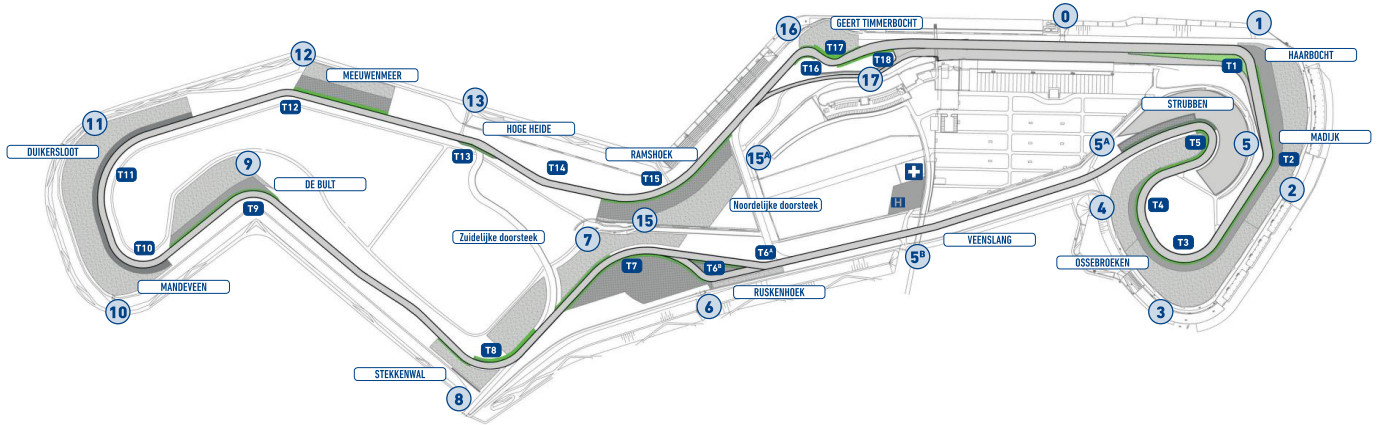 0
1
16
GEERT TIMMERBOCHT
T17
T18
T16
17
HAARBOCHT
T1
12
MEEUWENMEER
T12
13
HOGE HEIDE
T13
T14
RAMSHOEK
T15
15A
15
Noordelijke doorsteek
STRUBBEN
5A
T5
5
MADIJK
T2
2
11
DUIKERSLOOT
T11
9
DE BULT
T9
T10
MANDEVEEN
10
Zuidelijke doorsteek
7
T7
T6A
T6B
RUSKENHOEK
6
H
VEENSLANG
5B
4
T4
T3
OSSEBROEKEN
3
T8
STEKKENWAL
8